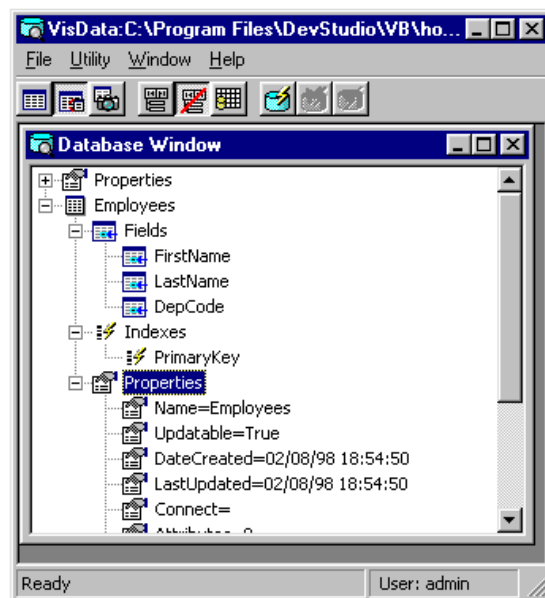 VisData:C:\Program Files\DevStudio\VB\ho...
File Utility Window Help
Database Window
Properties
Employees
Fields
FirstName
LastName
DepCode
Indexes
PrimaryKey
Properties
Name=Employees
Updatable=True
DateCreated=02/08/98 18:54:50
LastUpdated=02/08/98 18:54:50
Connect=
Ready User: admin